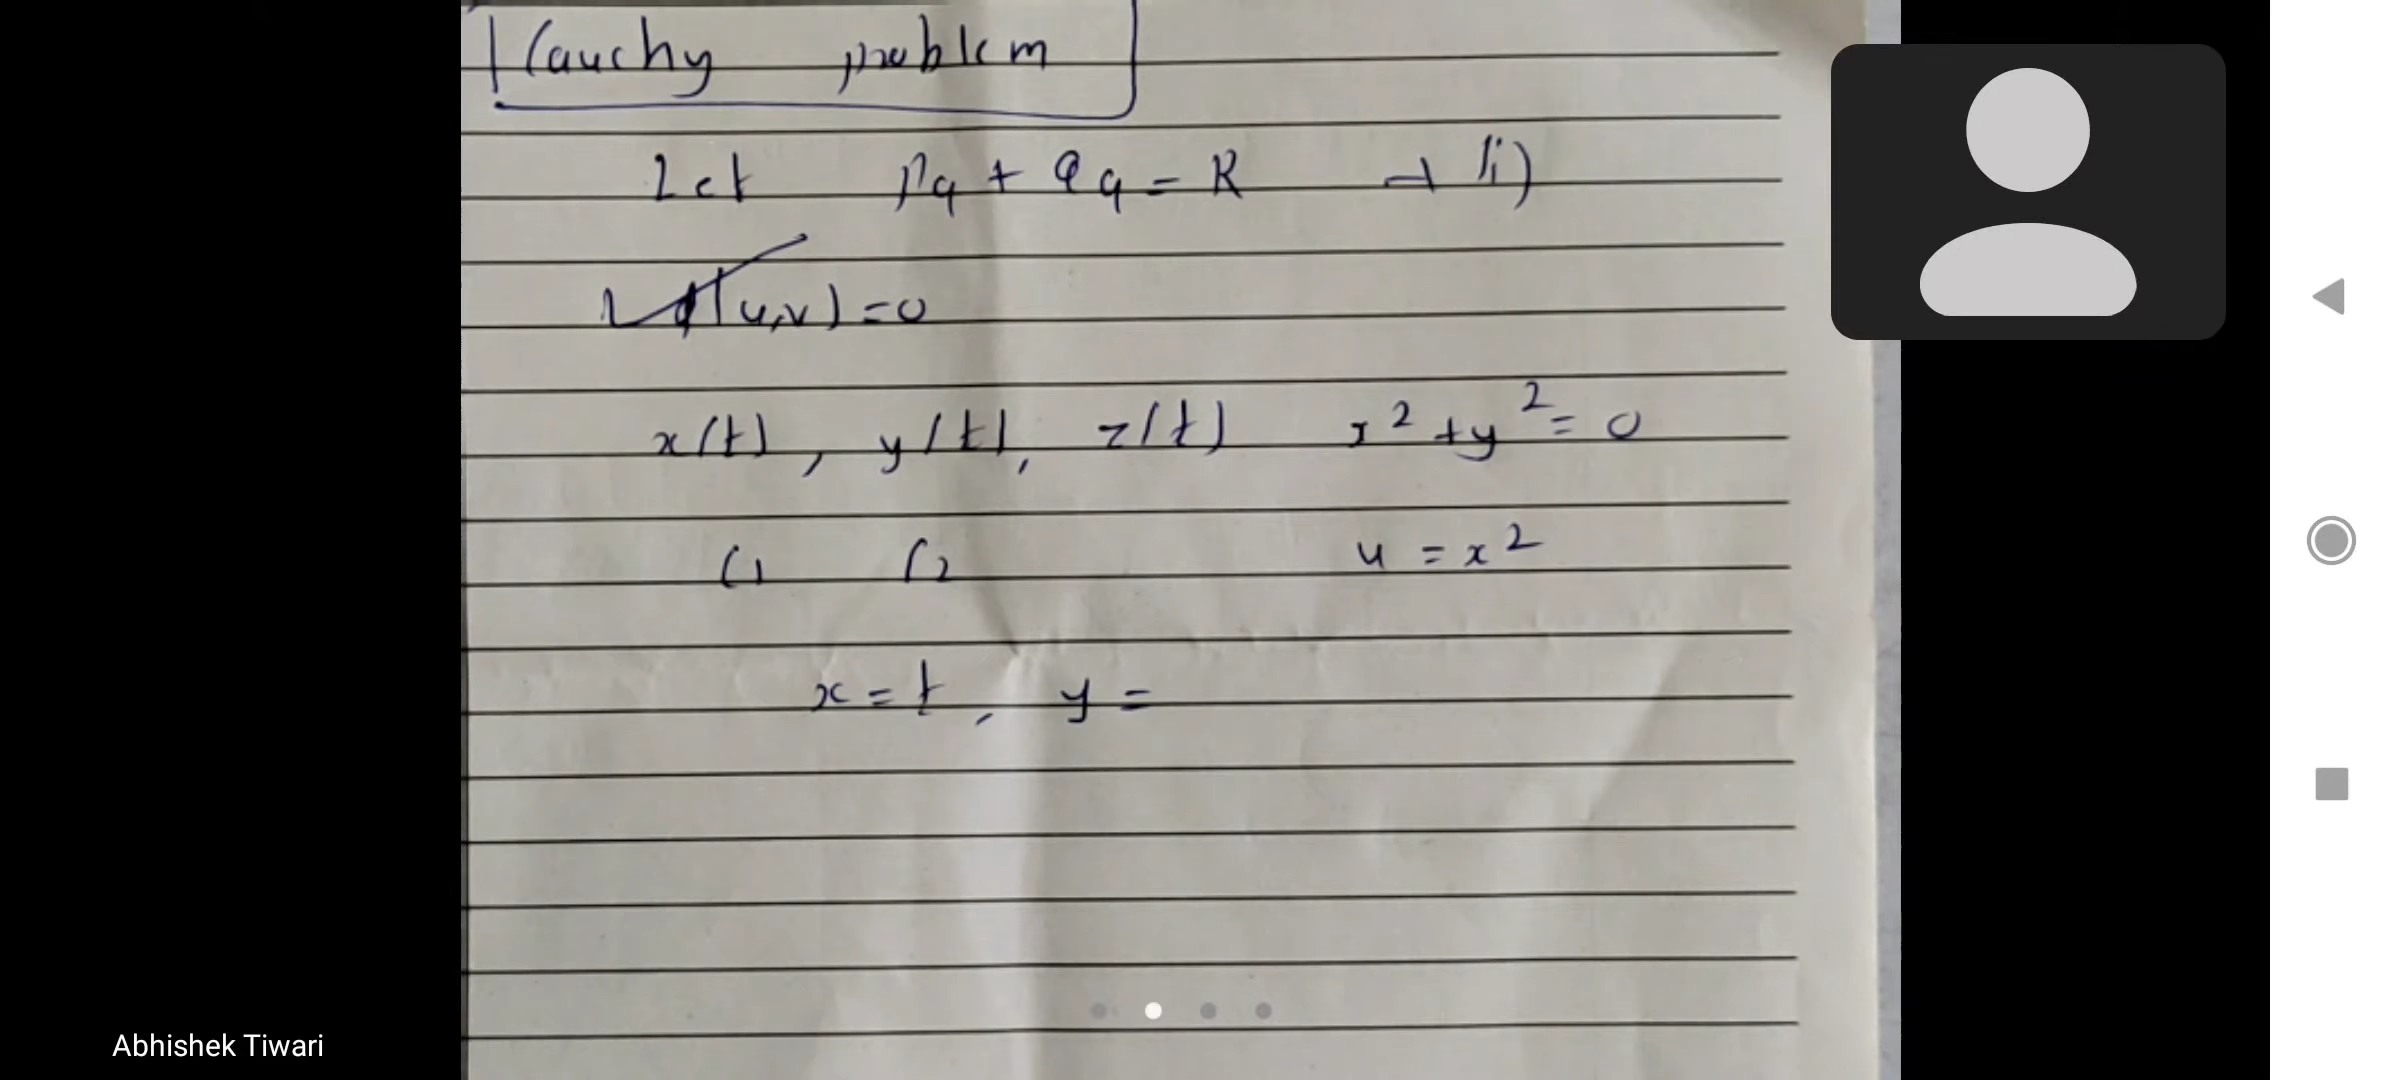 Cauchy problem
Let Pq + Qq = R → (i)
φ(u,v) = 0
x(t), y(t), z(t) x² + y² = 0
C1 C2 u = x²
x = t, y =
Abhishek Tiwari